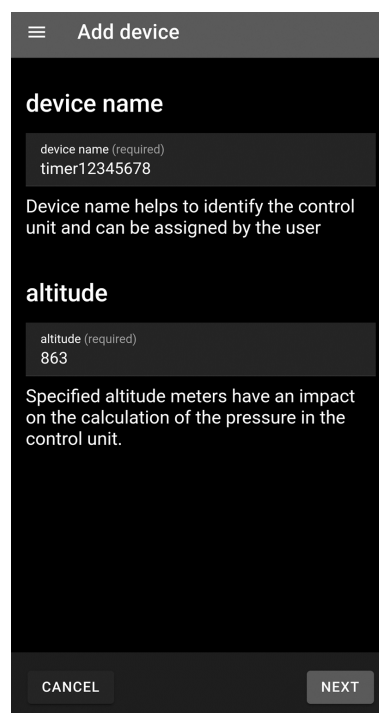 Add device
device name
device name (required)
timer12345678
Device name helps to identify the control
unit and can be assigned by the user
altitude
altitude (required)
863
Specified altitude meters have an impact
on the calculation of the pressure in the
control unit.
CANCEL
NEXT